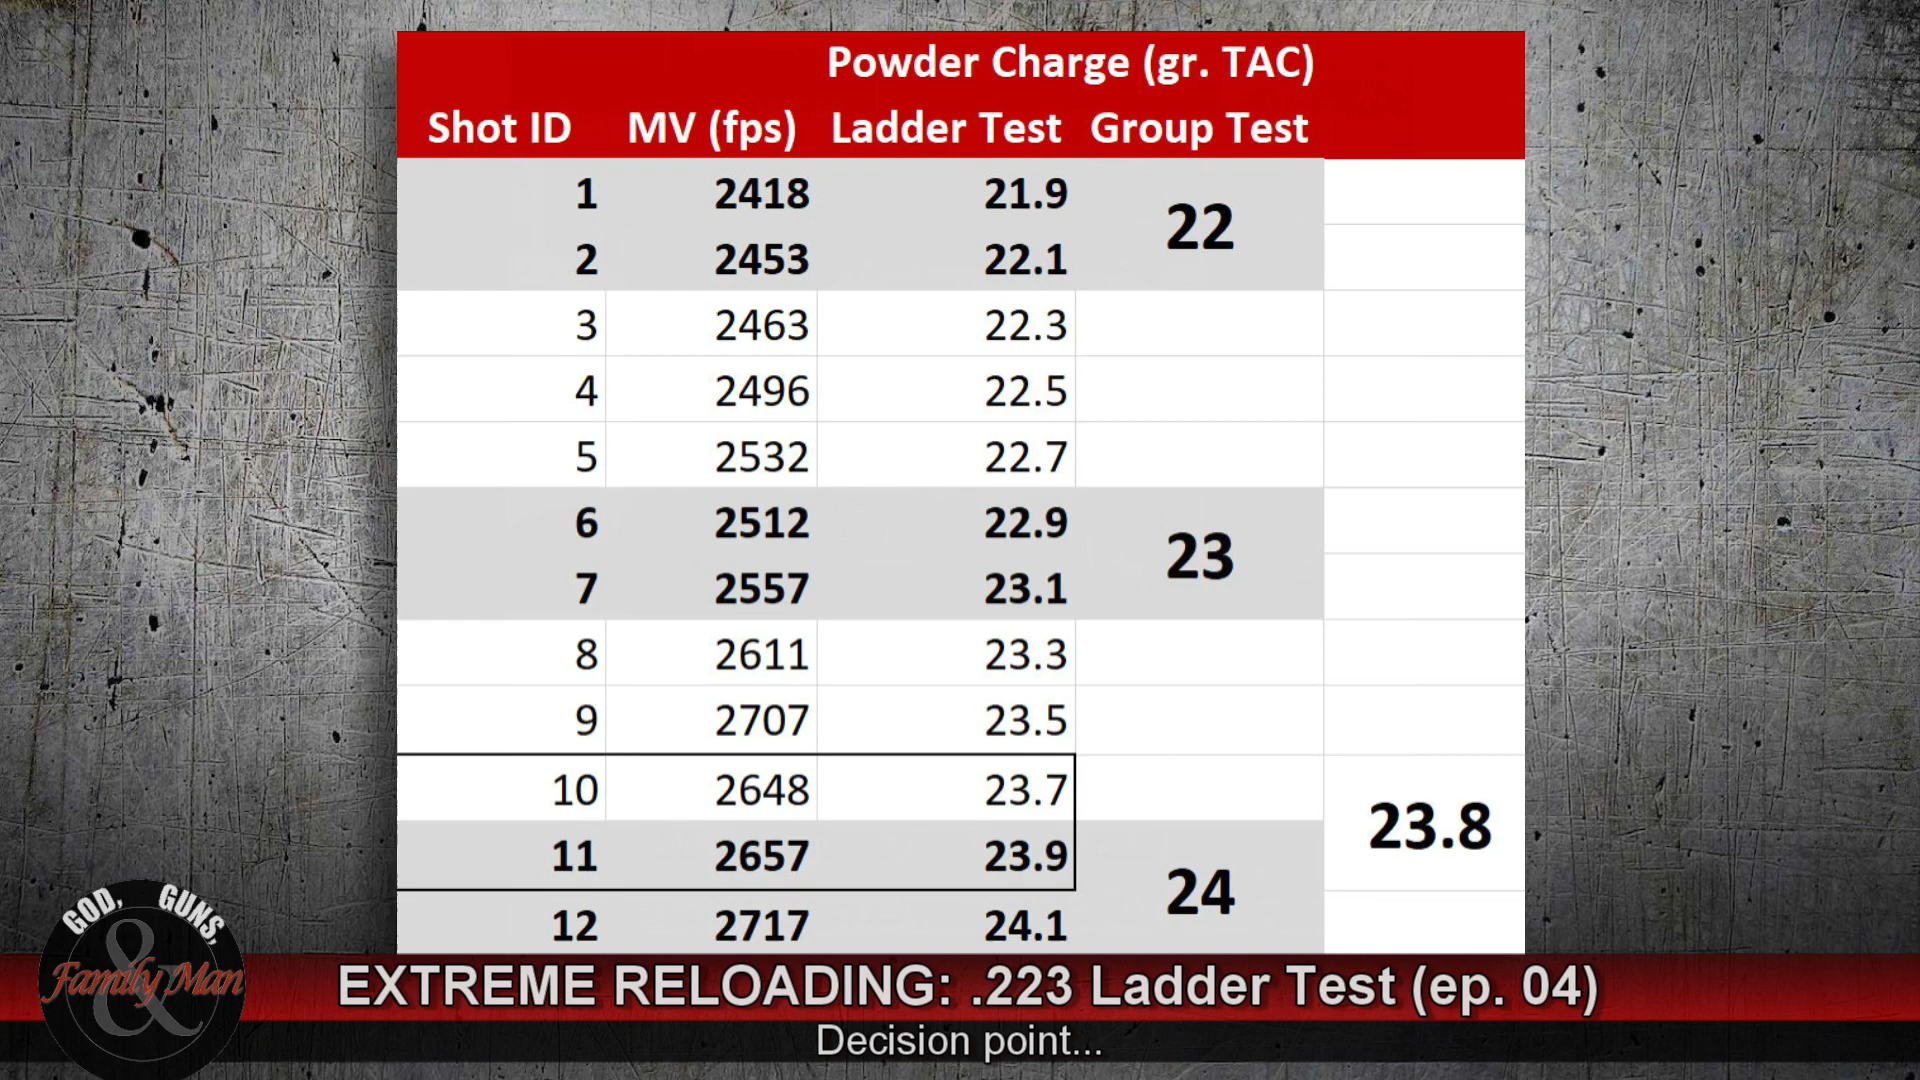 Powder Charge (gr. TAC)
Shot ID MV (fps) Ladder Test Group Test
1 2418 21.9
22
2 2453 22.1
3 2463 22.3
4 2496 22.5
5 2532 22.7
6 2512 22.9
23
7 2557 23.1
8 2611 23.3
9 2707 23.5
10 2648 23.7
23.8
11 2657 23.9
24
12 2717 24.1
GOD, GUNS,
& Family Man
EXTREME RELOADING: .223 Ladder Test (ep. 04)
Decision point...